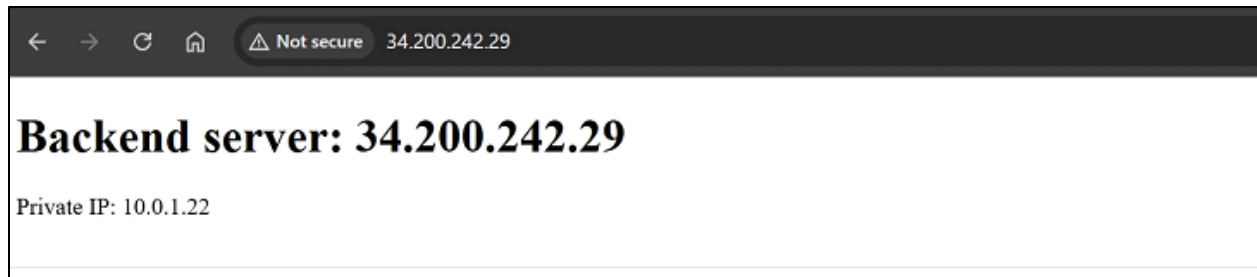 Not secure 34.200.242.29
Backend server: 34.200.242.29
Private IP: 10.0.1.22